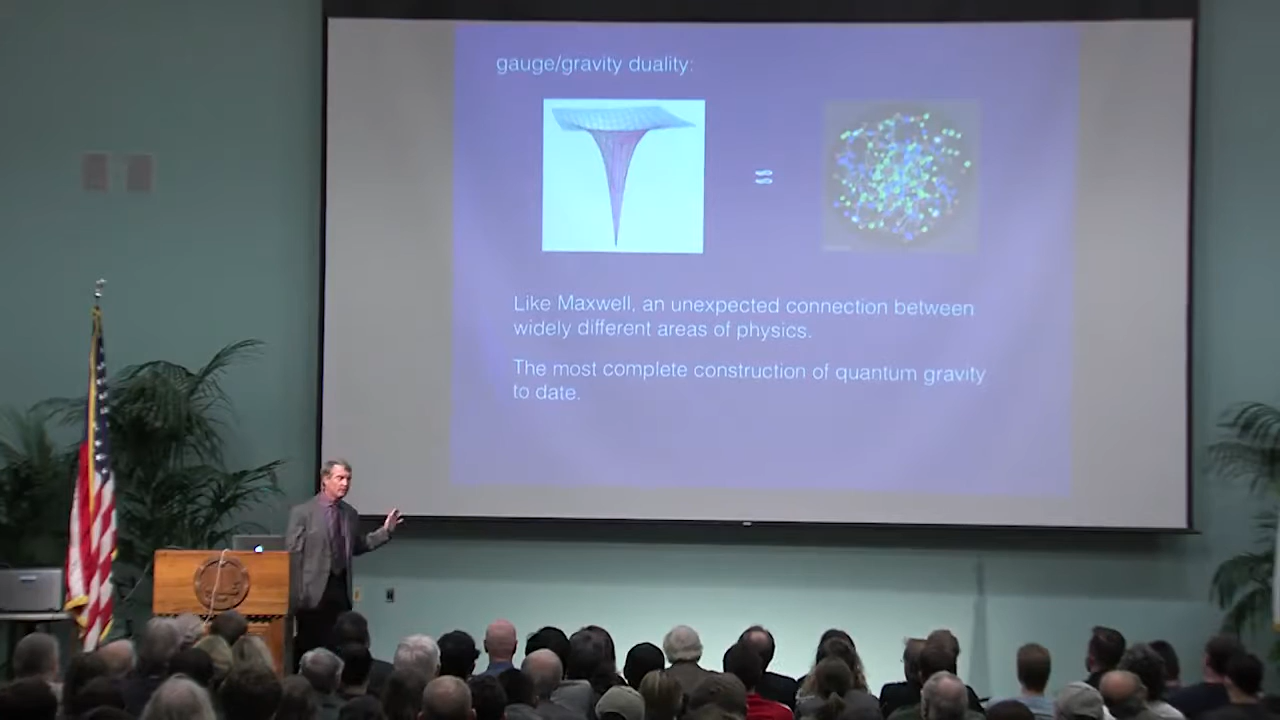 gauge/gravity duality:
=
Like Maxwell, an unexpected connection between
widely different areas of physics.
The most complete construction of quantum gravity
to date.